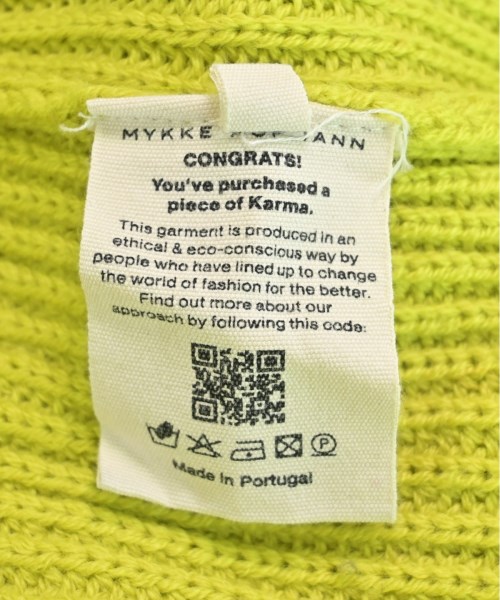 MYKKE
CONGRATS!
You've purchased a
piece of Karma.
This garment is produced in an
ethical & eco-conscious way by
people who have lined up to change
the world of fashion for the better.
Find out more about our
approach by following this code:
P
Made in Portugal